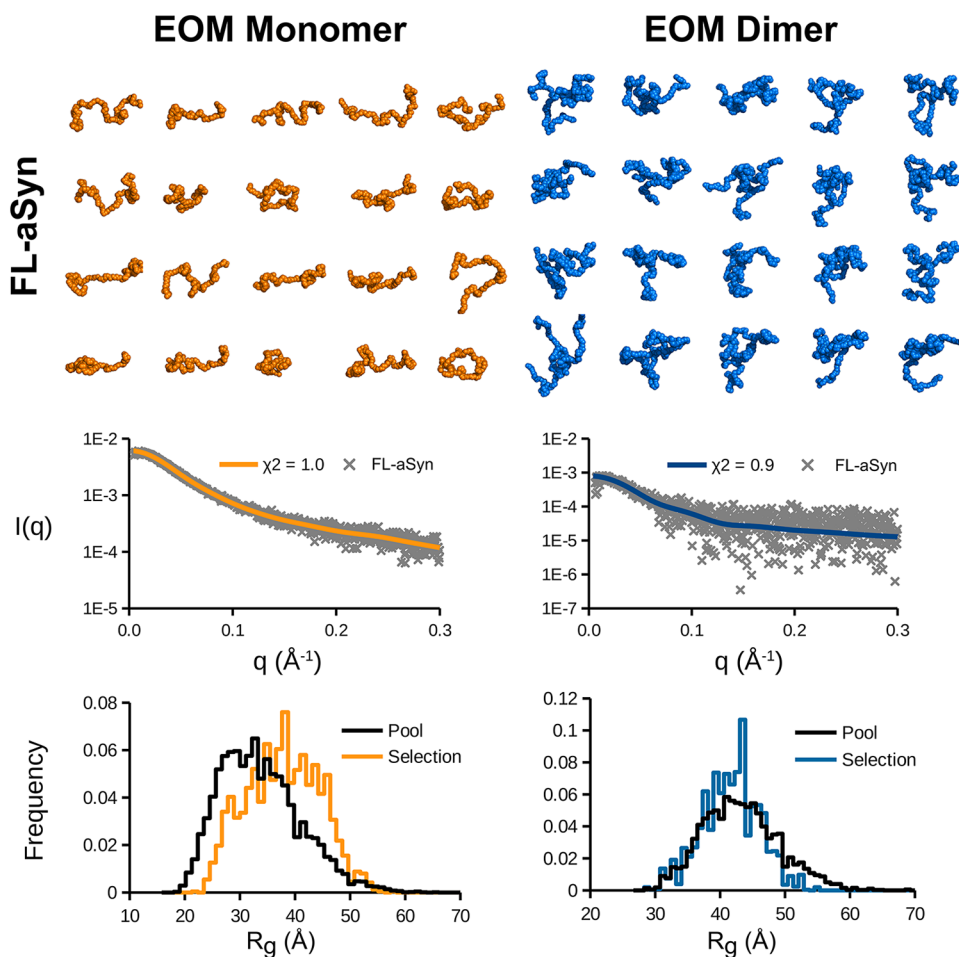 EOM Monomer
EOM Dimer
FL-aSyn
1E-2
1E-3
1E-4
1E-5
I(q)
χ2 = 1.0
FL-aSyn
0.0
0.1
0.2
0.3
q (Å⁻¹)
1E-2
1E-3
1E-4
1E-5
1E-6
1E-7
χ2 = 0.9
FL-aSyn
0.0
0.1
0.2
0.3
q (Å⁻¹)
0.08
0.06
0.04
0.02
0
Frequency
Pool
Selection
10
20
30
40
50
60
70
Rg (Å)
0.12
0.1
0.08
0.06
0.04
0.02
0
Pool
Selection
20
30
40
50
60
70
Rg (Å)